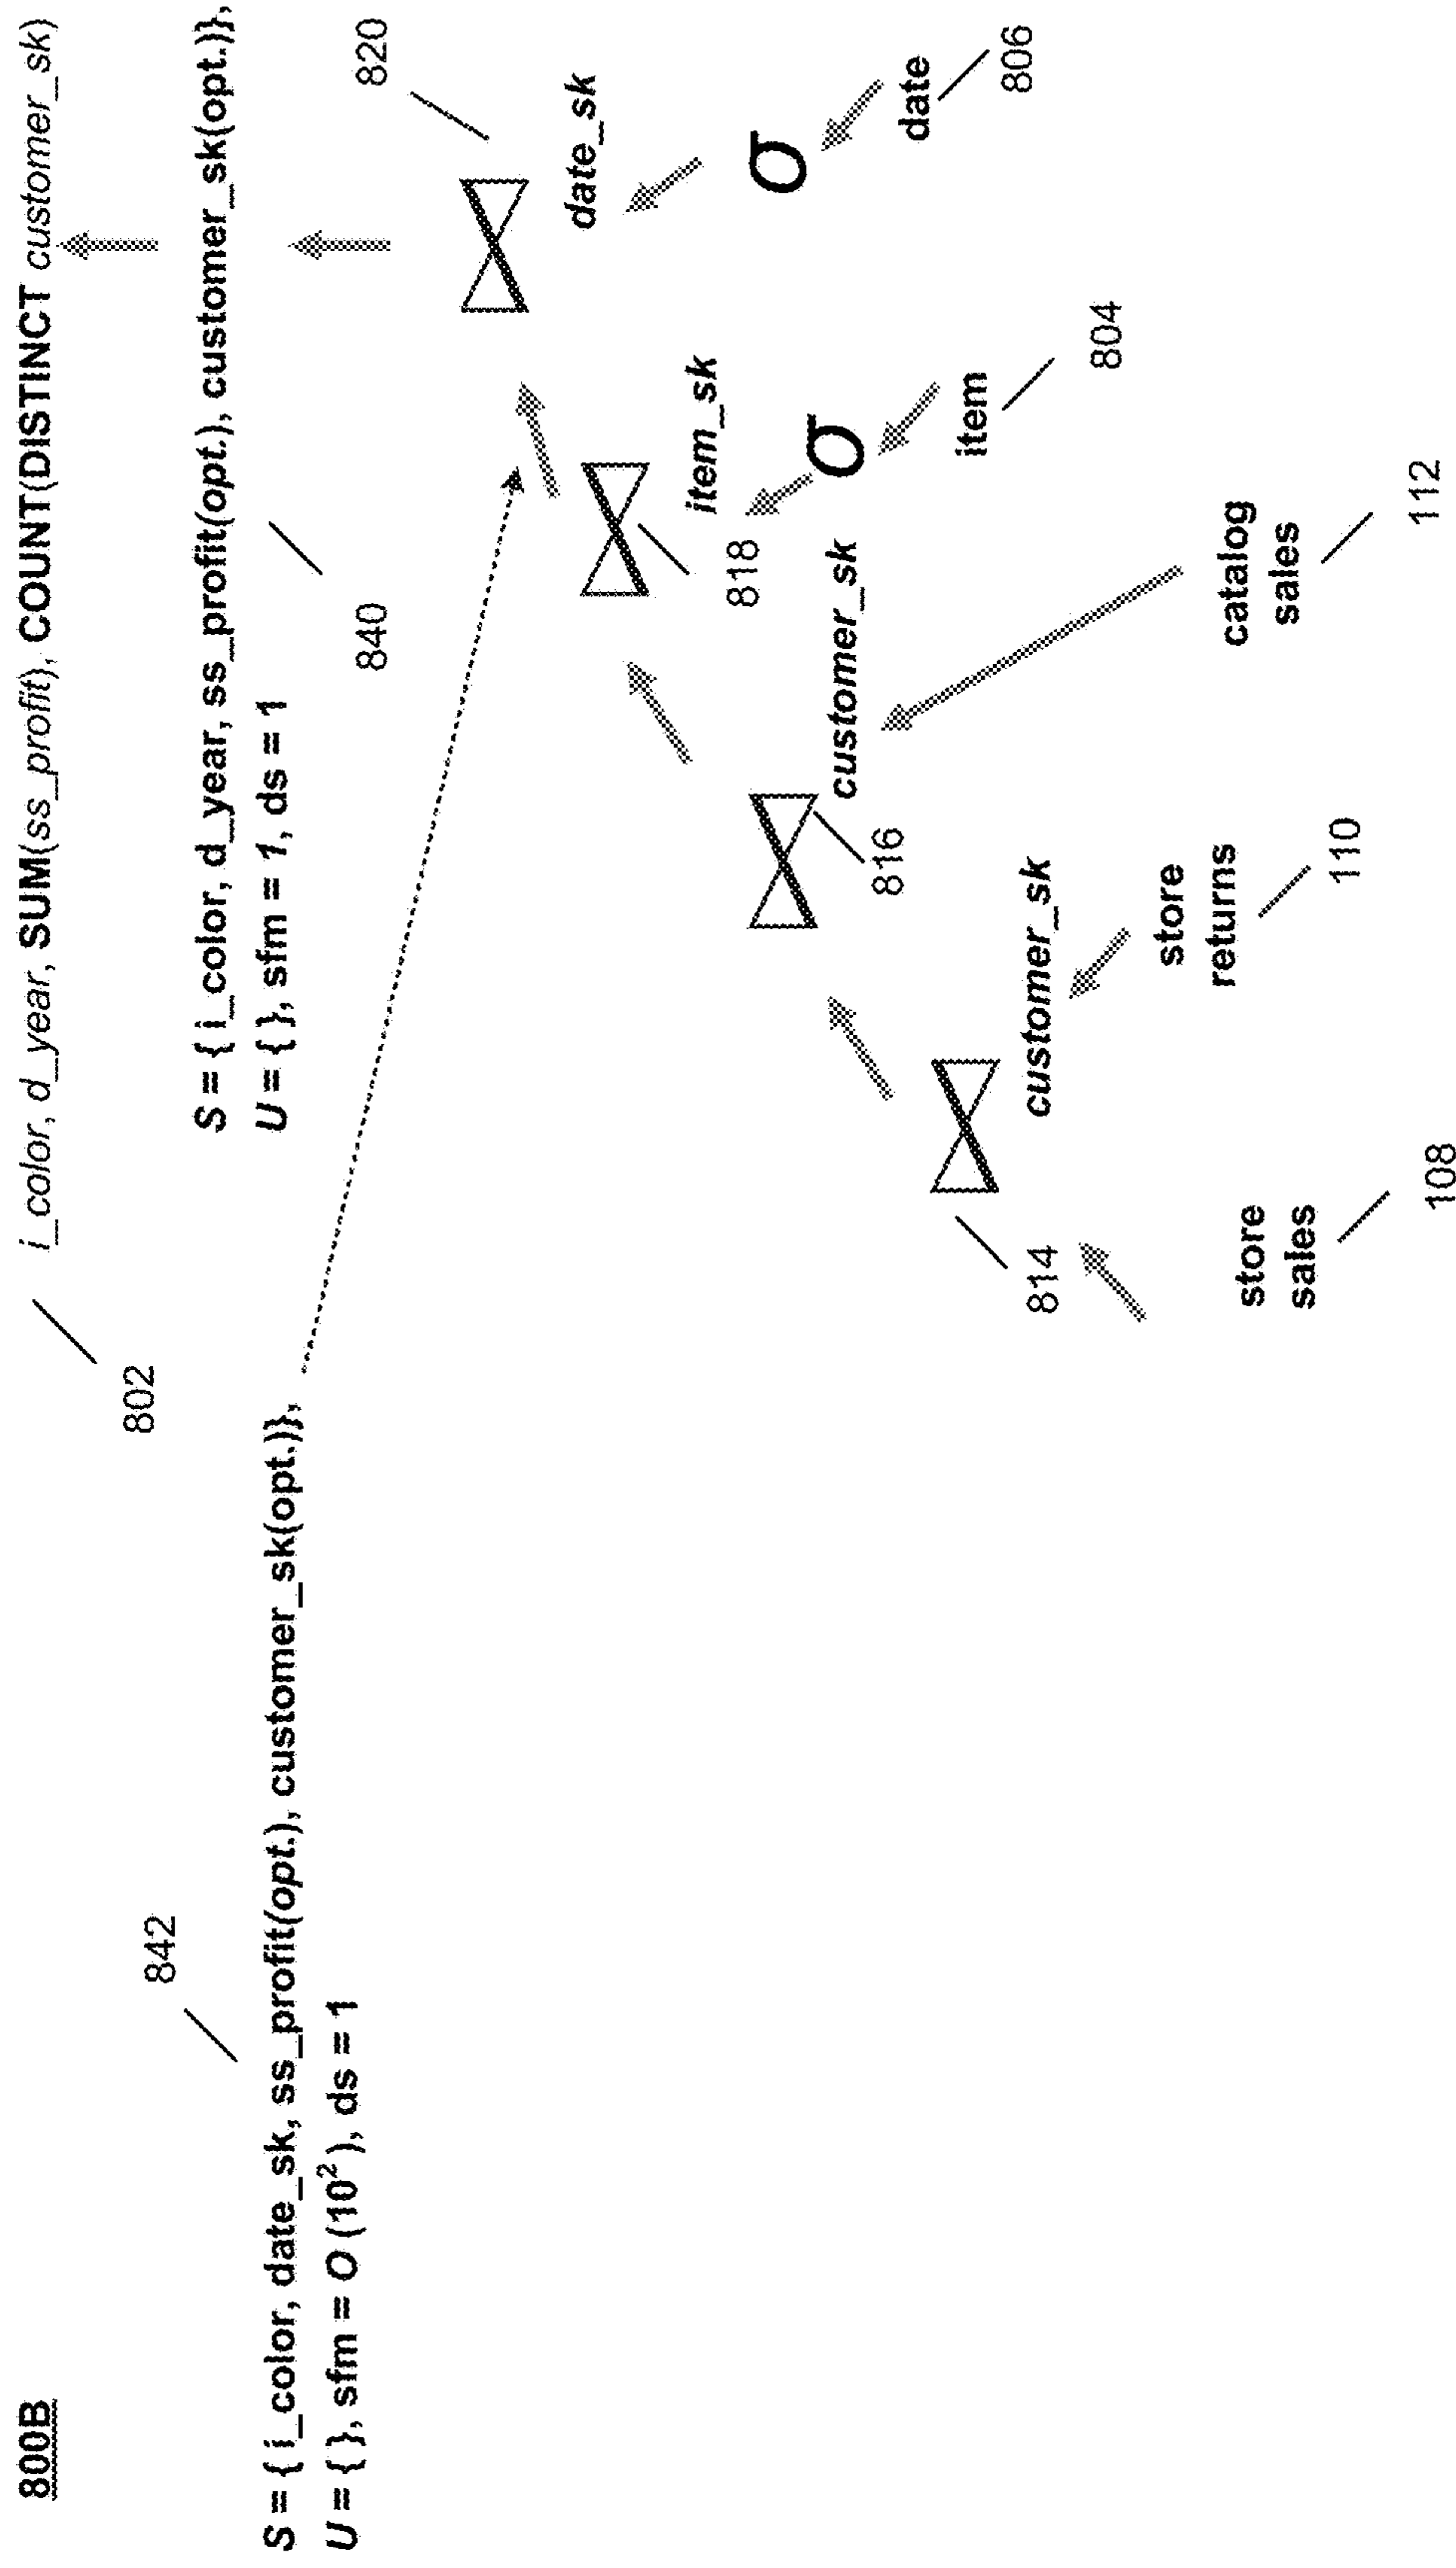 800B
802
i_color, d_year, SUM(ss_profit), COUNT(DISTINCT customer_sk)
842
S = { i_color, date_sk, ss_profit(opt.), customer_sk(opt.)},
U = { }, sfm = O (10²), ds = 1
S = { i_color, d_year, ss_profit(opt.), customer_sk(opt.)},
U = { }, sfm = 1, ds = 1
840
820
date_sk
σ
date
806
818
item_sk
σ
item
804
816
customer_sk
catalog
sales
112
814
customer_sk
store
returns
110
store
sales
108